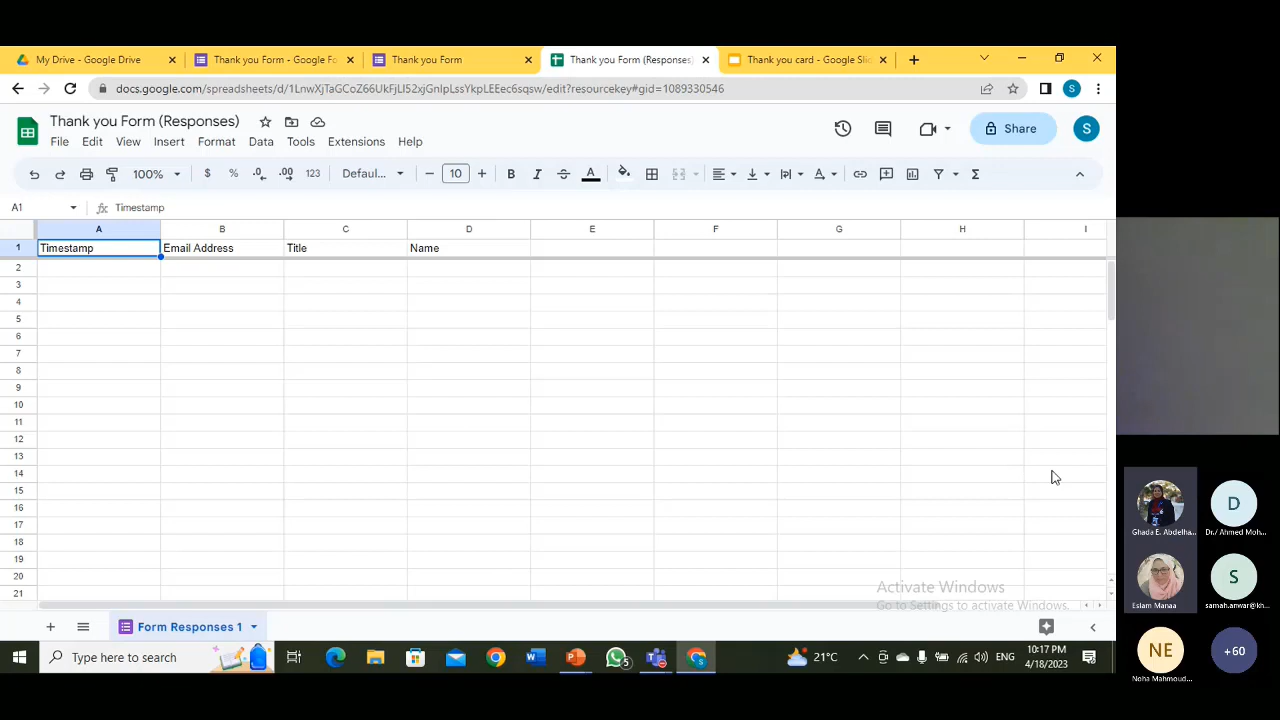 My Drive - Google Drive
Thank you Form - Google Fo
Thank you Form
Thank you Form (Responses)
Thank you card - Google Slid
docs.google.com/spreadsheets/d/1LnwXjTaGCoZ66UkFjLI52xjGnIpLssYkpLEEec6sqsw/edit?resourcekey#gid=1089330546
S
Thank you Form (Responses)
Share
S
File Edit View Insert Format Data Tools Extensions Help
100% $ % .0 .00 123 Defaul... − 10 + B I S A Σ
A1 fx Timestamp
A B C D E F G H I
1 Timestamp Email Address Title Name
2
3
4
5
6
7
8
9
10
11
12
13
14
15
16
17
18
19
20
21
Activate Windows
Go to Settings to activate Windows.
Form Responses 1
Type here to search
5
21°C
ENG
10:17 PM
4/18/2023
Ghada E. Abdelha...
D
Dr./ Ahmed Moh...
Eslam Manaa
S
samah.anwar@kh...
NE
Noha Mahmoud...
+60